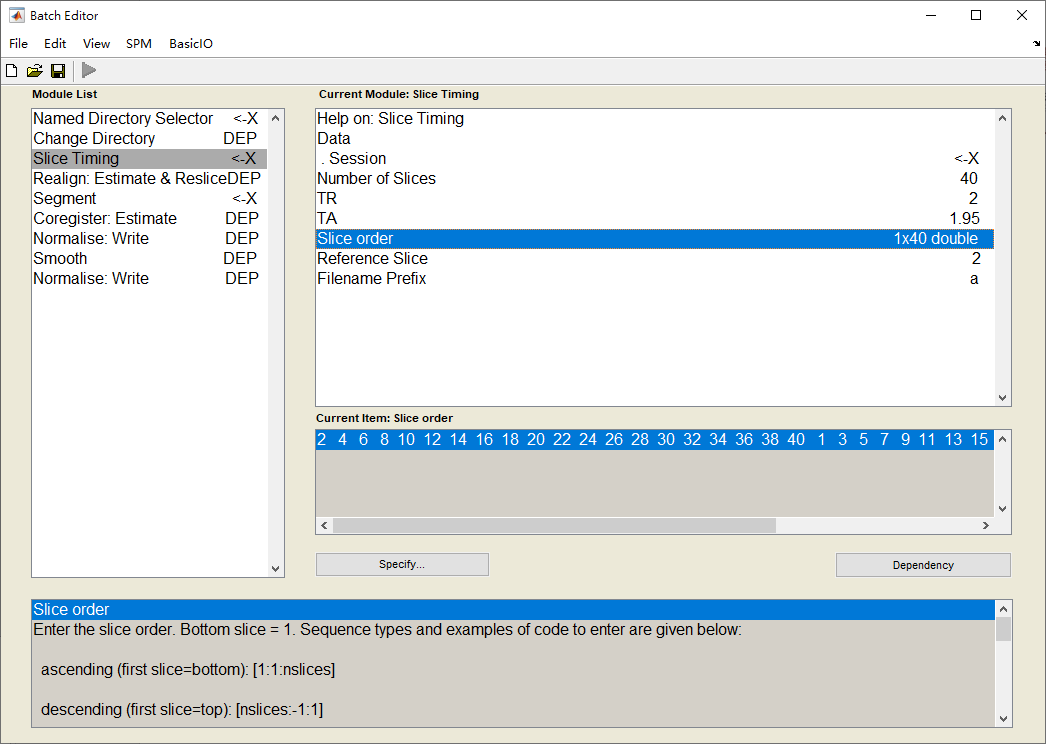 Batch Editor
File Edit View SPM BasicIO
Module List
Named Directory Selector <-X
Change Directory DEP
Slice Timing <-X
Realign: Estimate & ResliceDEP
Segment <-X
Coregister: Estimate DEP
Normalise: Write DEP
Smooth DEP
Normalise: Write DEP
Current Module: Slice Timing
Help on: Slice Timing
Data
. Session <-X
Number of Slices 40
TR 2
TA 1.95
Slice order 1x40 double
Reference Slice 2
Filename Prefix a
Current Item: Slice order
2 4 6 8 10 12 14 16 18 20 22 24 26 28 30 32 34 36 38 40 1 3 5 7 9 11 13 15
Specify...
Dependency
Slice order
Enter the slice order. Bottom slice = 1. Sequence types and examples of code to enter are given below:
ascending (first slice=bottom): [1:1:nslices]
descending (first slice=top): [nslices:-1:1]